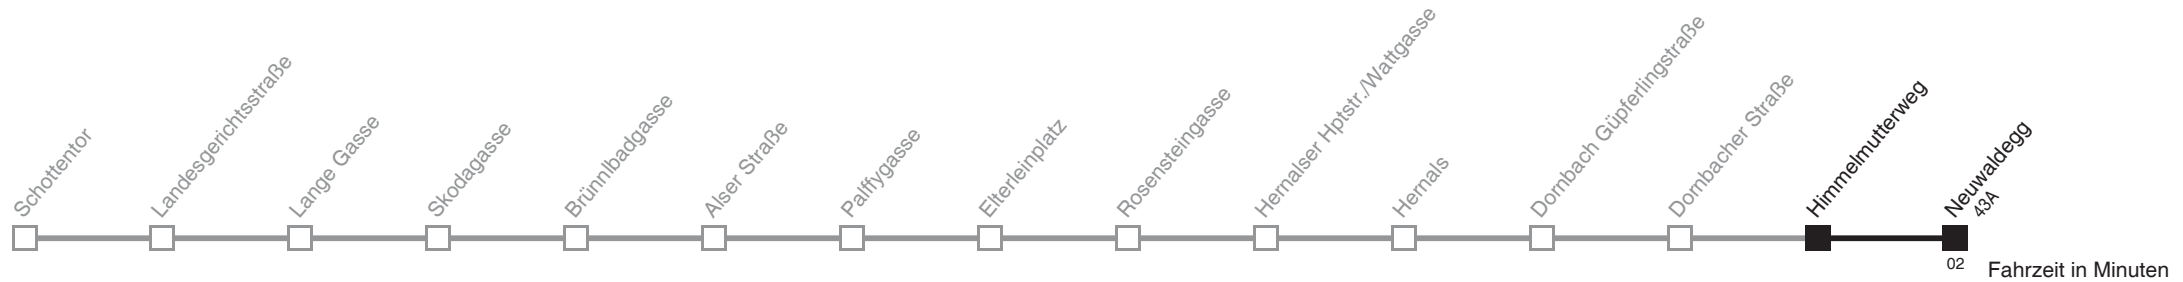 Schottentor
Landesgerichtsstraße
Lange Gasse
Skodagasse
Brünnlbadgasse
Alser Straße
Palffygasse
Elterleinplatz
Rosensteingasse
Hernalser Hptstr./Wattgasse
Hernals
Dornbach Güpferlingstraße
Dornbacher Straße
Himmelmutterweg
Neuwaldegg
43A
02
Fahrzeit in Minuten